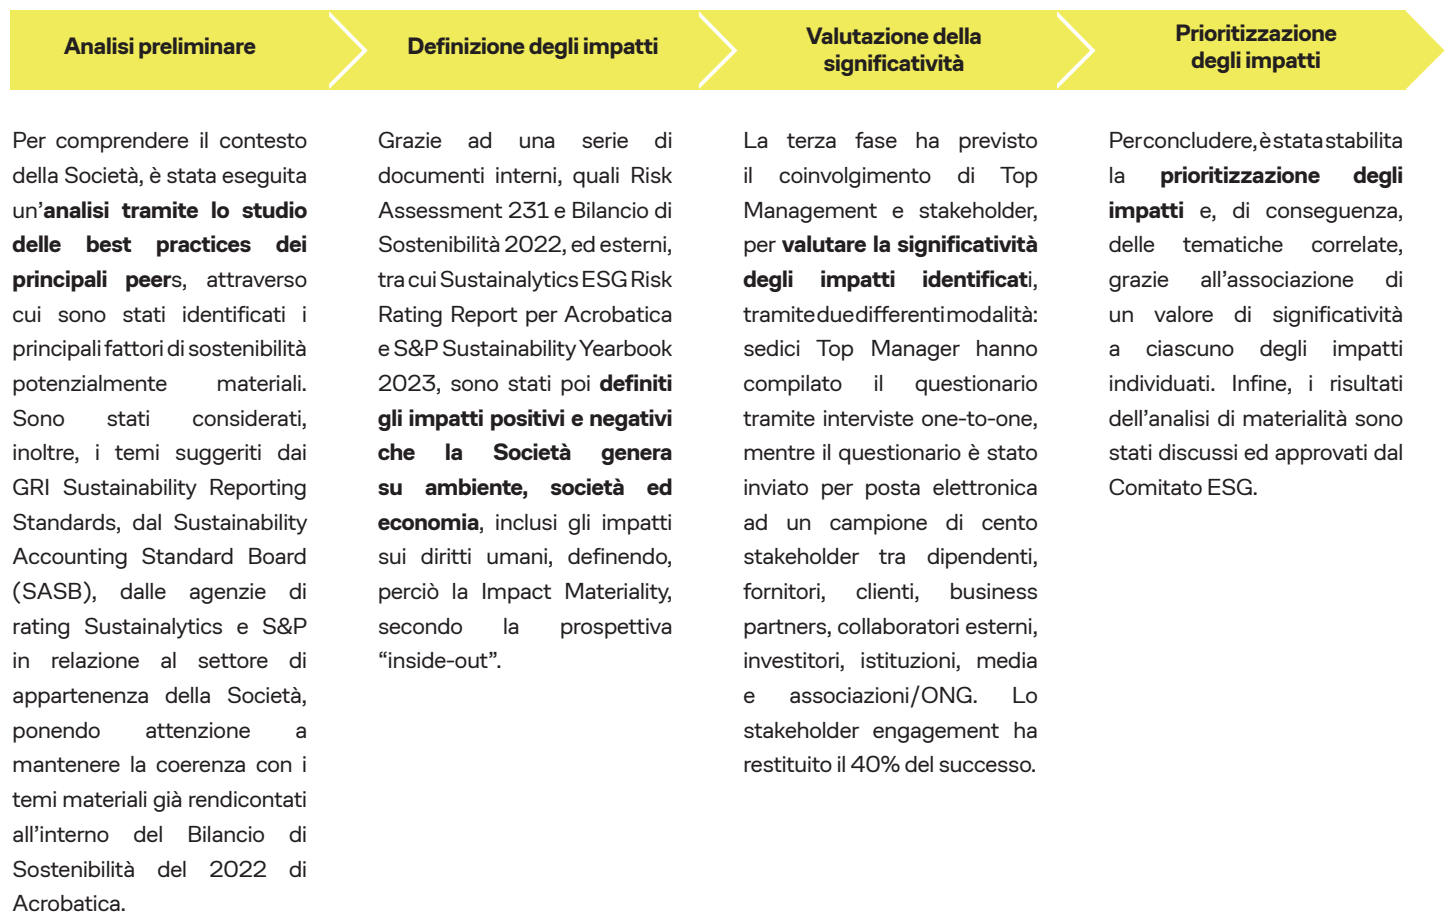 Analisi preliminare
Definizione degli impatti
Valutazione della
significatività
Prioritizzazione
degli impatti
Per comprendere il contesto
della Società, è stata eseguita
un’analisi tramite lo studio
delle best practices dei
principali peers, attraverso
cui sono stati identificati i
principali fattori di sostenibilità
potenzialmente materiali.
Sono stati considerati,
inoltre, i temi suggeriti dai
GRI Sustainability Reporting
Standards, dal Sustainability
Accounting Standard Board
(SASB), dalle agenzie di
rating Sustainalytics e S&P
in relazione al settore di
appartenenza della Società,
ponendo attenzione a
mantenere la coerenza con i
temi materiali già rendicontati
all’interno del Bilancio di
Sostenibilità del 2022 di
Acrobatica.
Grazie ad una serie di
documenti interni, quali Risk
Assessment 231 e Bilancio di
Sostenibilità 2022, ed esterni,
tra cui Sustainalytics ESG Risk
Rating Report per Acrobatica
e S&P Sustainability Yearbook
2023, sono stati poi definiti
gli impatti positivi e negativi
che la Società genera
su ambiente, società ed
economia, inclusi gli impatti
sui diritti umani, definendo,
perciò la Impact Materiality,
secondo la prospettiva
“inside-out”.
La terza fase ha previsto
il coinvolgimento di Top
Management e stakeholder,
per valutare la significatività
degli impatti identificati,
tramite due differenti modalità:
sedici Top Manager hanno
compilato il questionario
tramite interviste one-to-one,
mentre il questionario è stato
inviato per posta elettronica
ad un campione di cento
stakeholder tra dipendenti,
fornitori, clienti, business
partners, collaboratori esterni,
investitori, istituzioni, media
e associazioni/ONG. Lo
stakeholder engagement ha
restituito il 40% del successo.
Per concludere, è stata stabilita
la prioritizzazione degli
impatti e, di conseguenza,
delle tematiche correlate,
grazie all’associazione di
un valore di significatività
a ciascuno degli impatti
individuati. Infine, i risultati
dell’analisi di materialità sono
stati discussi ed approvati dal
Comitato ESG.